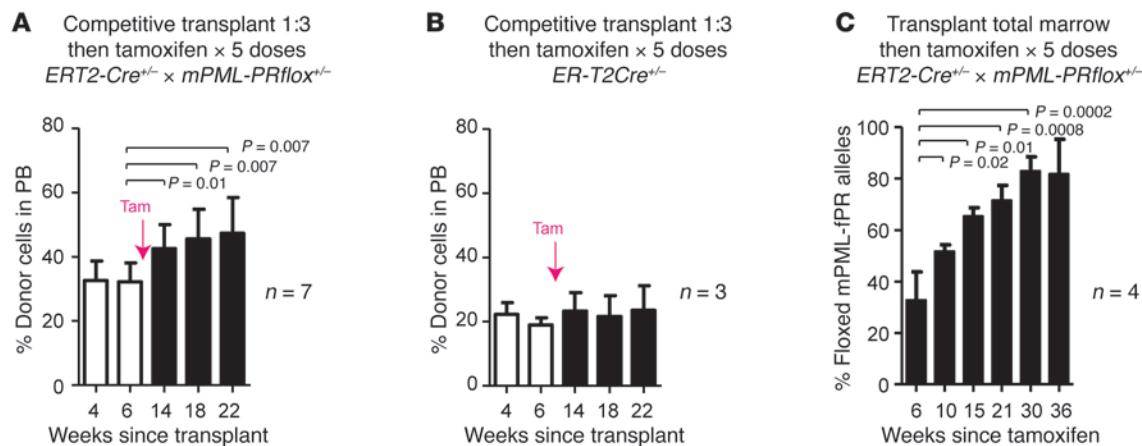 A
Competitive transplant 1:3
then tamoxifen × 5 doses
ERT2-Cre+/– × mPML-PRflox+/–
% Donor cells in PB
80
60
40
20
0
P = 0.007
P = 0.007
P = 0.01
Tam
n = 7
4 6 14 18 22
Weeks since transplant
B
Competitive transplant 1:3
then tamoxifen × 5 doses
ER-T2Cre+/–
% Donor cells in PB
80
60
40
20
0
Tam
n = 3
4 6 14 18 22
Weeks since transplant
C
Transplant total marrow
then tamoxifen × 5 doses
ERT2-Cre+/– × mPML-PRflox+/–
% Floxed mPML-fPR alleles
100
80
60
40
20
0
P = 0.0002
P = 0.0008
P = 0.01
P = 0.02
n = 4
6 10 15 21 30 36
Weeks since tamoxifen